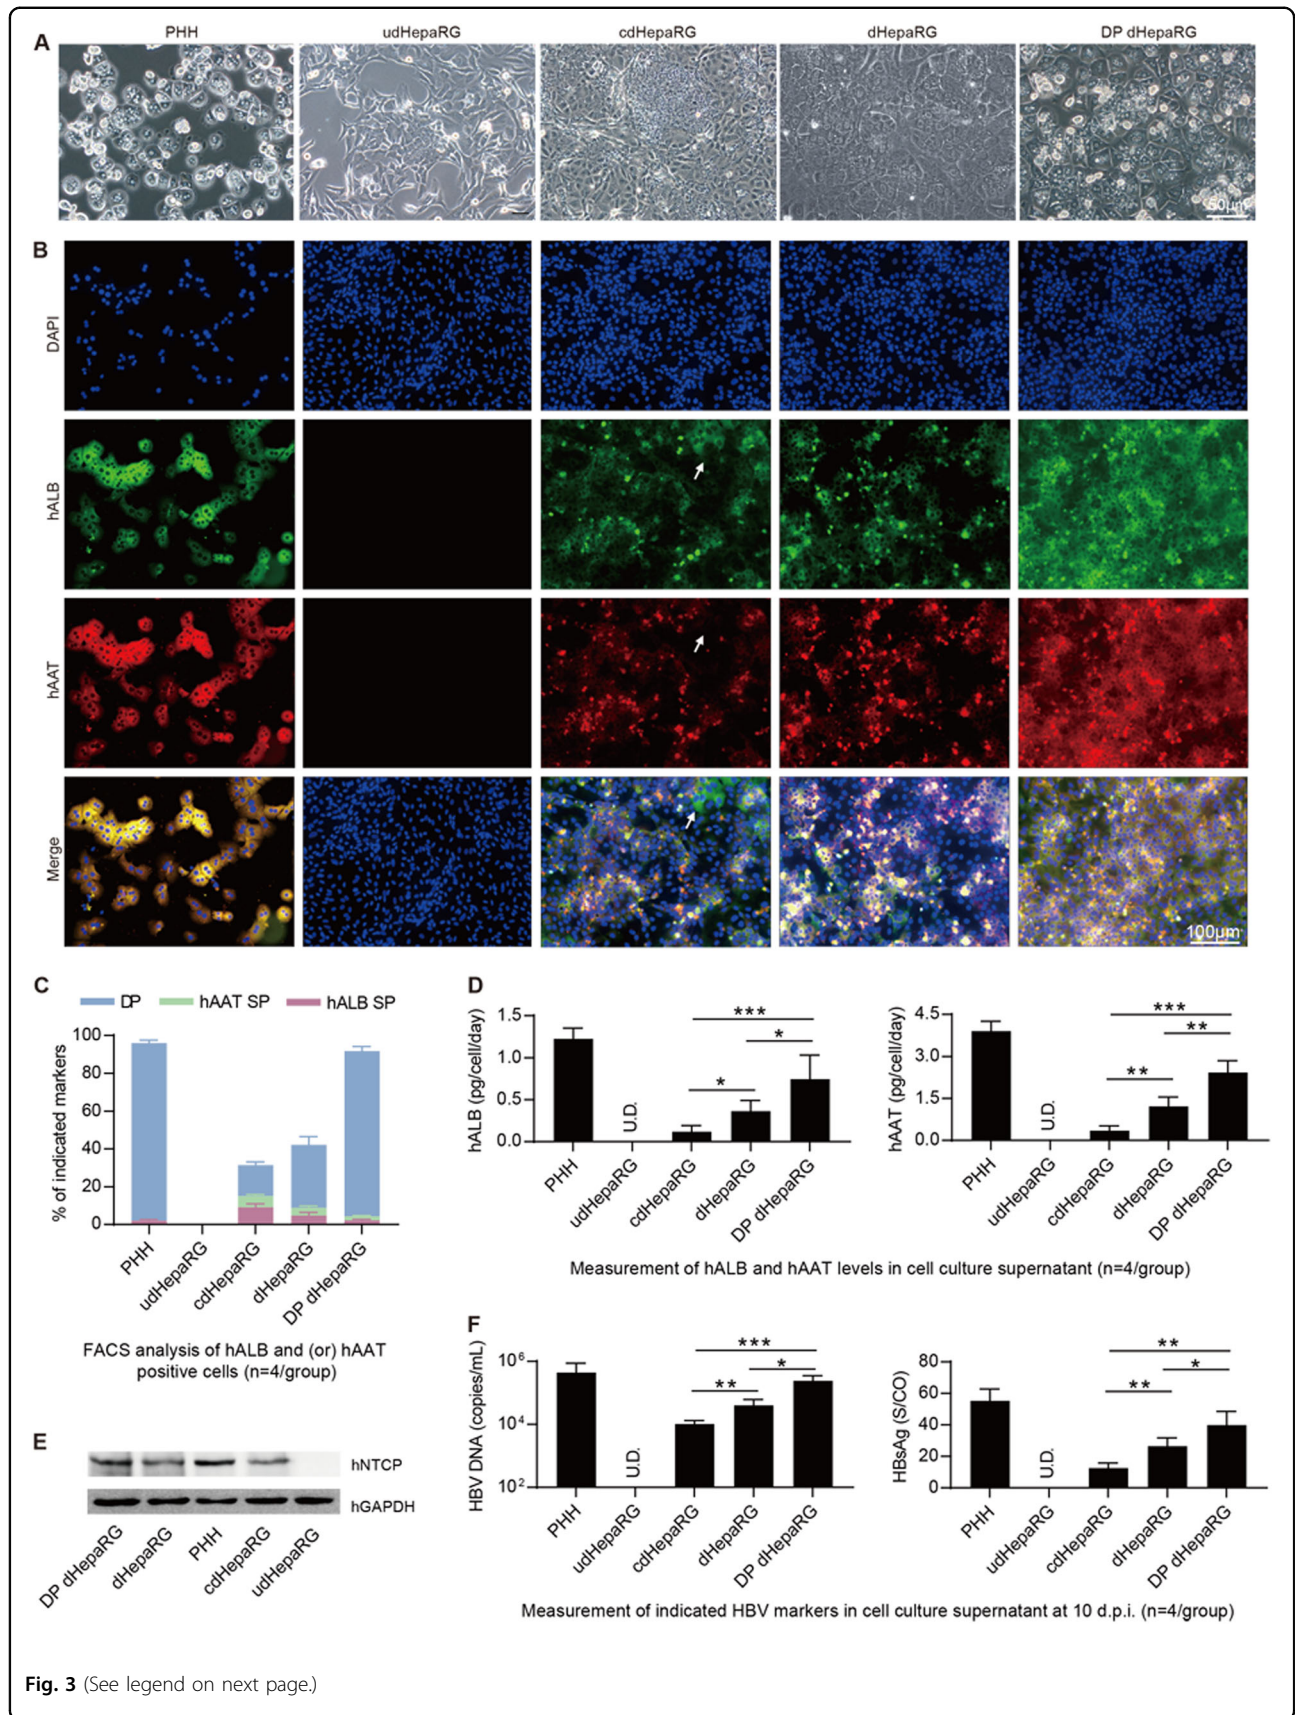 A
PHH
udHepaRG
cdHepaRG
dHepaRG
DP dHepaRG
50μm
B
DAPI
hALB
hAAT
Merge
100μm
C
DP
hAAT SP
hALB SP
% of indicated markers
100
80
60
40
20
0
PHH
udHepaRG
cdHepaRG
dHepaRG
DP dHepaRG
FACS analysis of hALB and (or) hAAT
positive cells (n=4/group)
D
hALB (pg/cell/day)
1.5
1.0
0.5
0.0
***
*
*
U.D.
PHH
udHepaRG
cdHepaRG
dHepaRG
DP dHepaRG
hAAT (pg/cell/day)
4.5
3.0
1.5
0
***
**
**
U.D.
PHH
udHepaRG
cdHepaRG
dHepaRG
DP dHepaRG
Measurement of hALB and hAAT levels in cell culture supernatant (n=4/group)
E
hNTCP
hGAPDH
DP dHepaRG
dHepaRG
PHH
cdHepaRG
udHepaRG
F
HBV DNA (copies/mL)
10⁶
10⁴
10²
***
*
**
U.D.
PHH
udHepaRG
cdHepaRG
dHepaRG
DP dHepaRG
HBsAg (S/CO)
80
60
40
20
0
**
*
**
U.D.
PHH
udHepaRG
cdHepaRG
dHepaRG
DP dHepaRG
Measurement of indicated HBV markers in cell culture supernatant at 10 d.p.i. (n=4/group)
Fig. 3 (See legend on next page.)